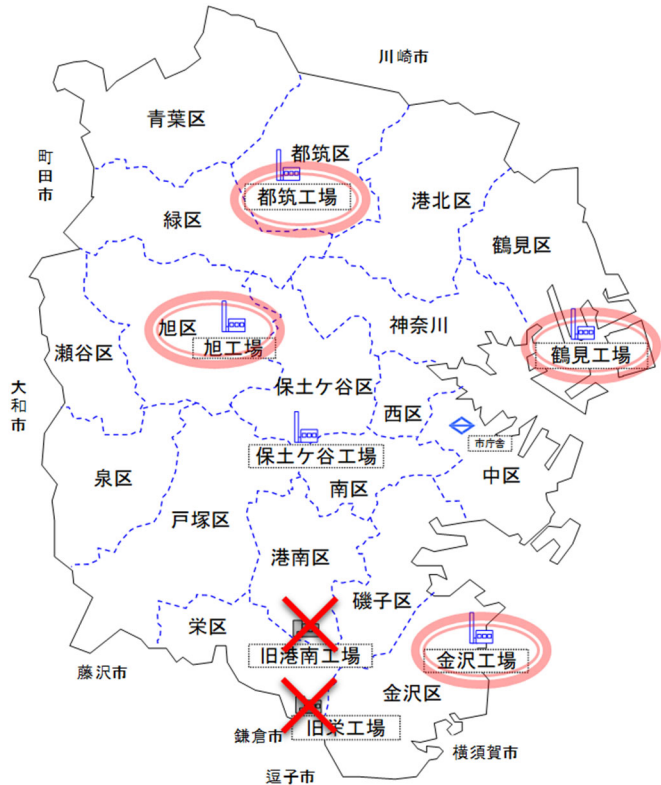 川崎市
青葉区
町田市
都筑区
都筑工場
港北区
緑区
鶴見区
旭区
旭工場
神奈川
瀬谷区
鶴見工場
大和市
保土ケ谷区
西区
市庁舎
保土ケ谷工場
中区
泉区
南区
戸塚区
港南区
磯子区
栄区
旧港南工場
金沢工場
藤沢市
金沢区
旧栄工場
鎌倉市
横須賀市
逗子市